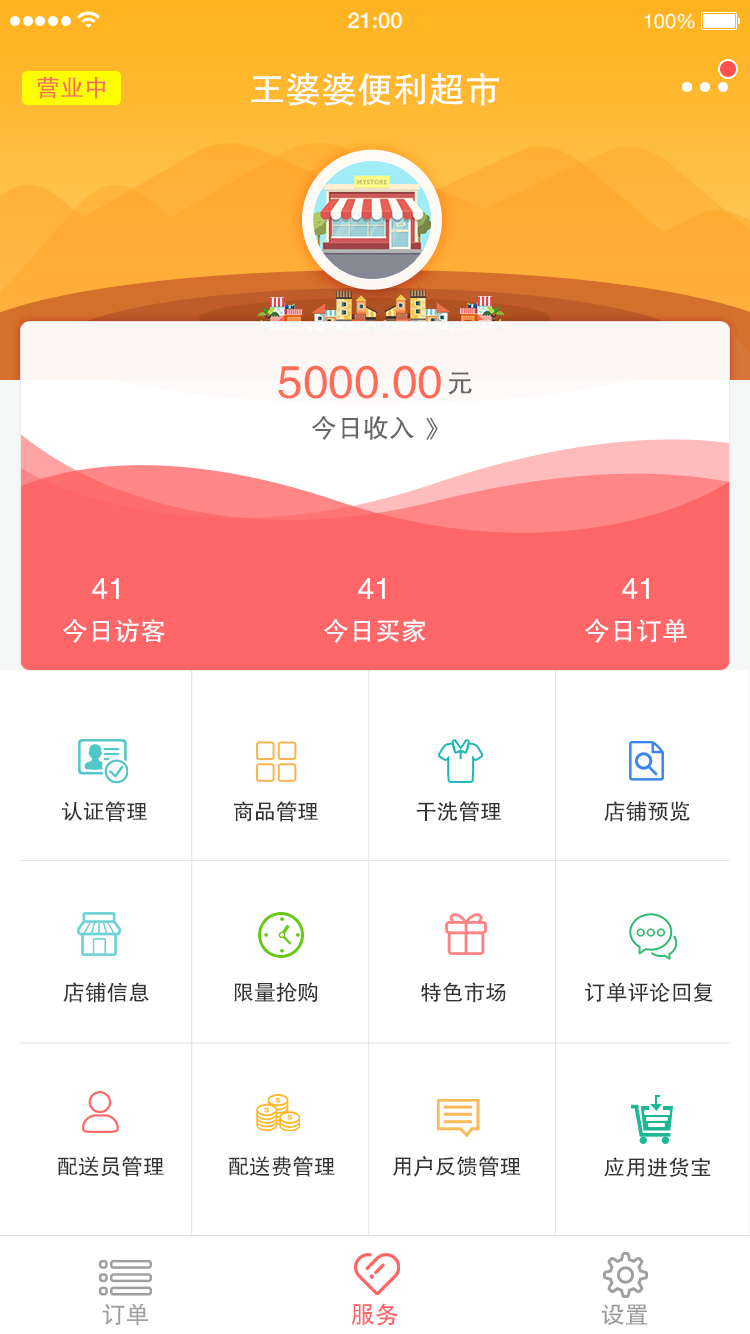 21:00
100%
营业中
王婆婆便利超市
MYSTORE
5000.00元
今日收入 》
41 41 41
今日访客 今日买家 今日订单
认证管理 商品管理 干洗管理 店铺预览
店铺信息 限量抢购 特色市场 订单评论回复
配送员管理 配送费管理 用户反馈管理 应用进货宝
订单 服务 设置